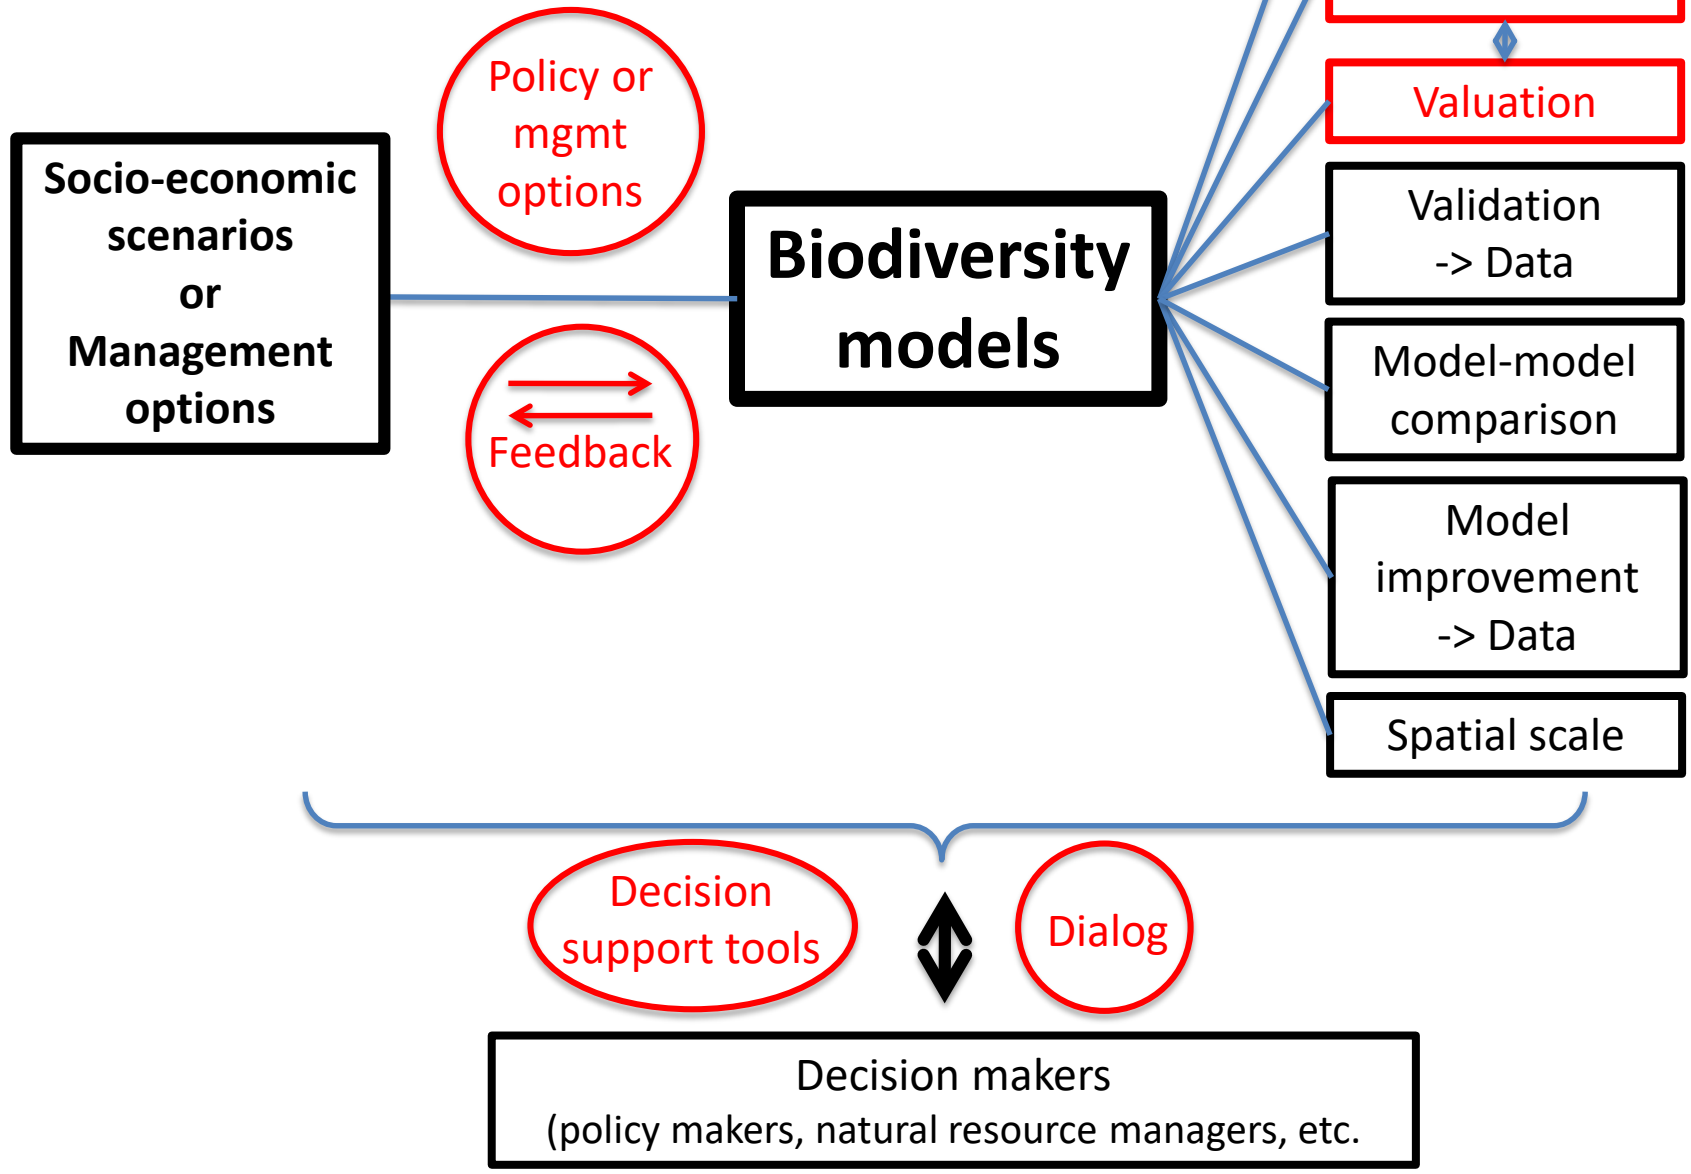 Policy or
mgmt
options
Socio-economic
scenarios
or
Management
options
Feedback
Biodiversity
models
Valuation
Validation
-> Data
Model-model
comparison
Model
improvement
-> Data
Spatial scale
Decision
support tools
Dialog
Decision makers
(policy makers, natural resource managers, etc.